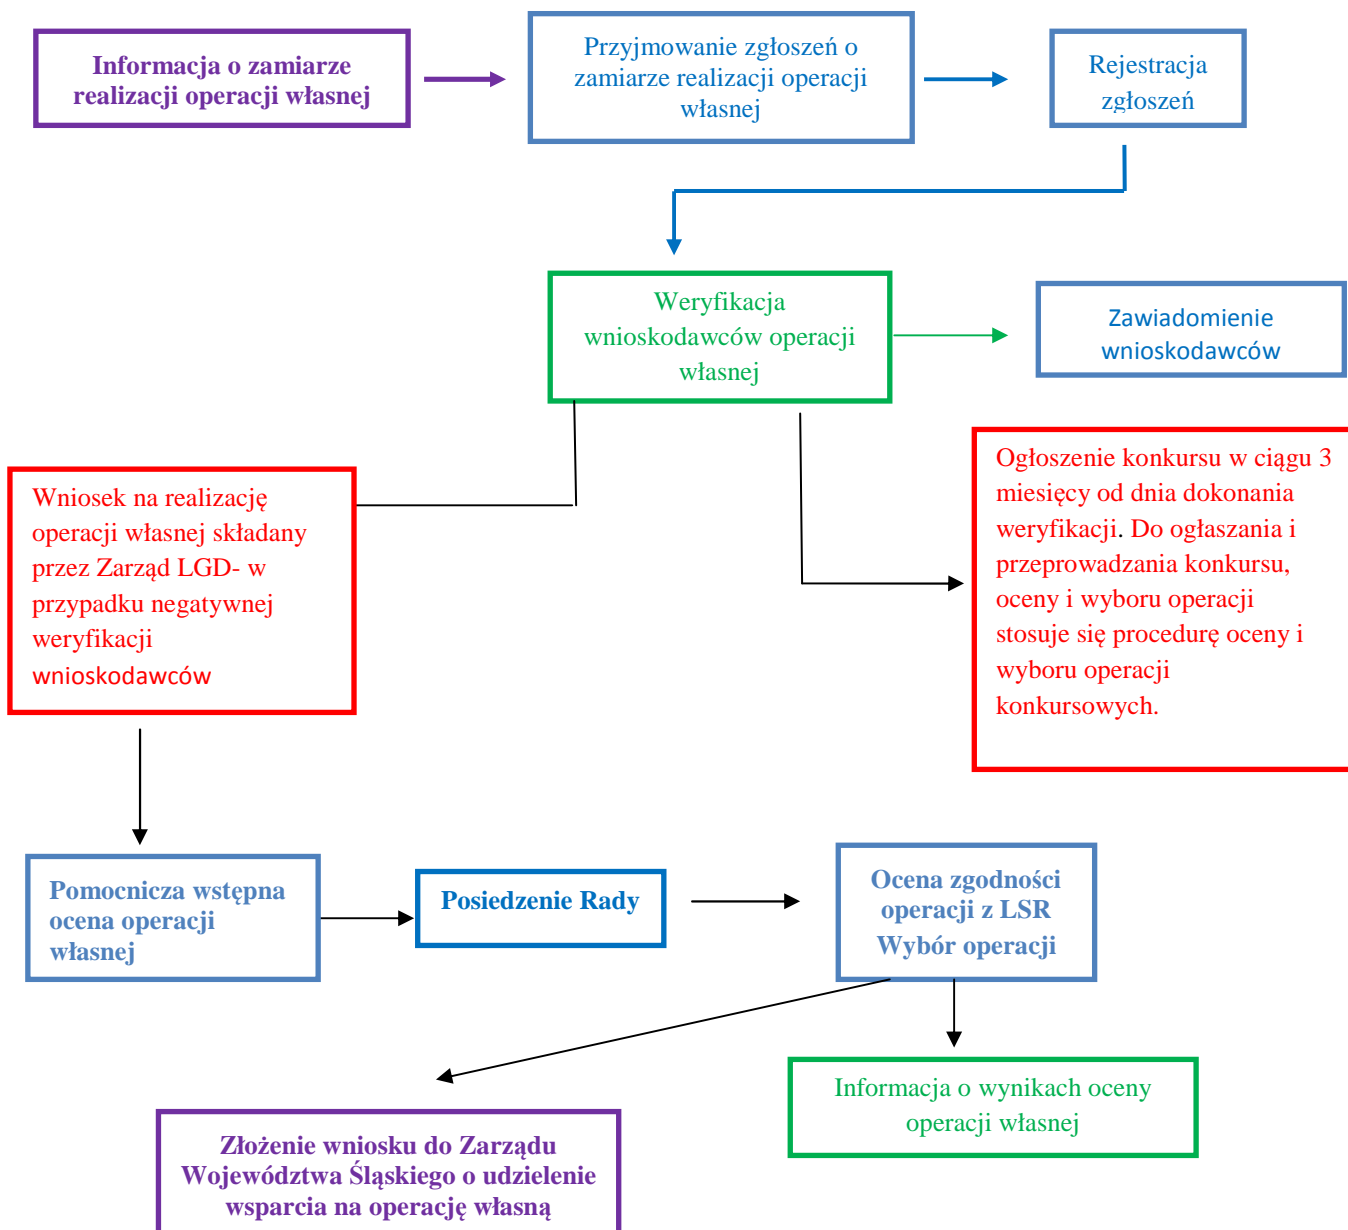 Informacja o zamiarze
realizacji operacji własnej
Przyjmowanie zgłoszeń o
zamiarze realizacji operacji
własnej
Rejestracja
zgłoszeń
Weryfikacja
wnioskodawców operacji
własnej
Zawiadomienie
wnioskodawców
Wniosek na realizację
operacji własnej składany
przez Zarząd LGD- w
przypadku negatywnej
weryfikacji
wnioskodawców
Ogłoszenie konkursu w ciągu 3
miesięcy od dnia dokonania
weryfikacji. Do ogłaszania i
przeprowadzania konkursu,
oceny i wyboru operacji
stosuje się procedurę oceny i
wyboru operacji
konkursowych.
Pomocnicza wstępna
ocena operacji
własnej
Posiedzenie Rady
Ocena zgodności
operacji z LSR
Wybór operacji
Informacja o wynikach oceny
operacji własnej
Złożenie wniosku do Zarządu
Województwa Śląskiego o udzielenie
wsparcia na operację własną